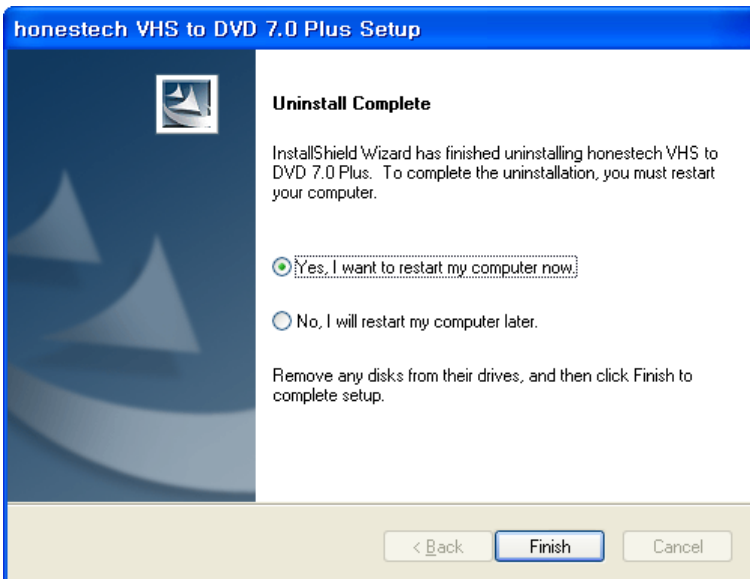 honestech VHS to DVD 7.0 Plus Setup
Uninstall Complete
InstallShield Wizard has finished uninstalling honestech VHS to
DVD 7.0 Plus.  To complete the uninstallation, you must restart
your computer.
Yes, I want to restart my computer now.
No, I will restart my computer later.
Remove any disks from their drives, and then click Finish to
complete setup.
< Back
Finish
Cancel